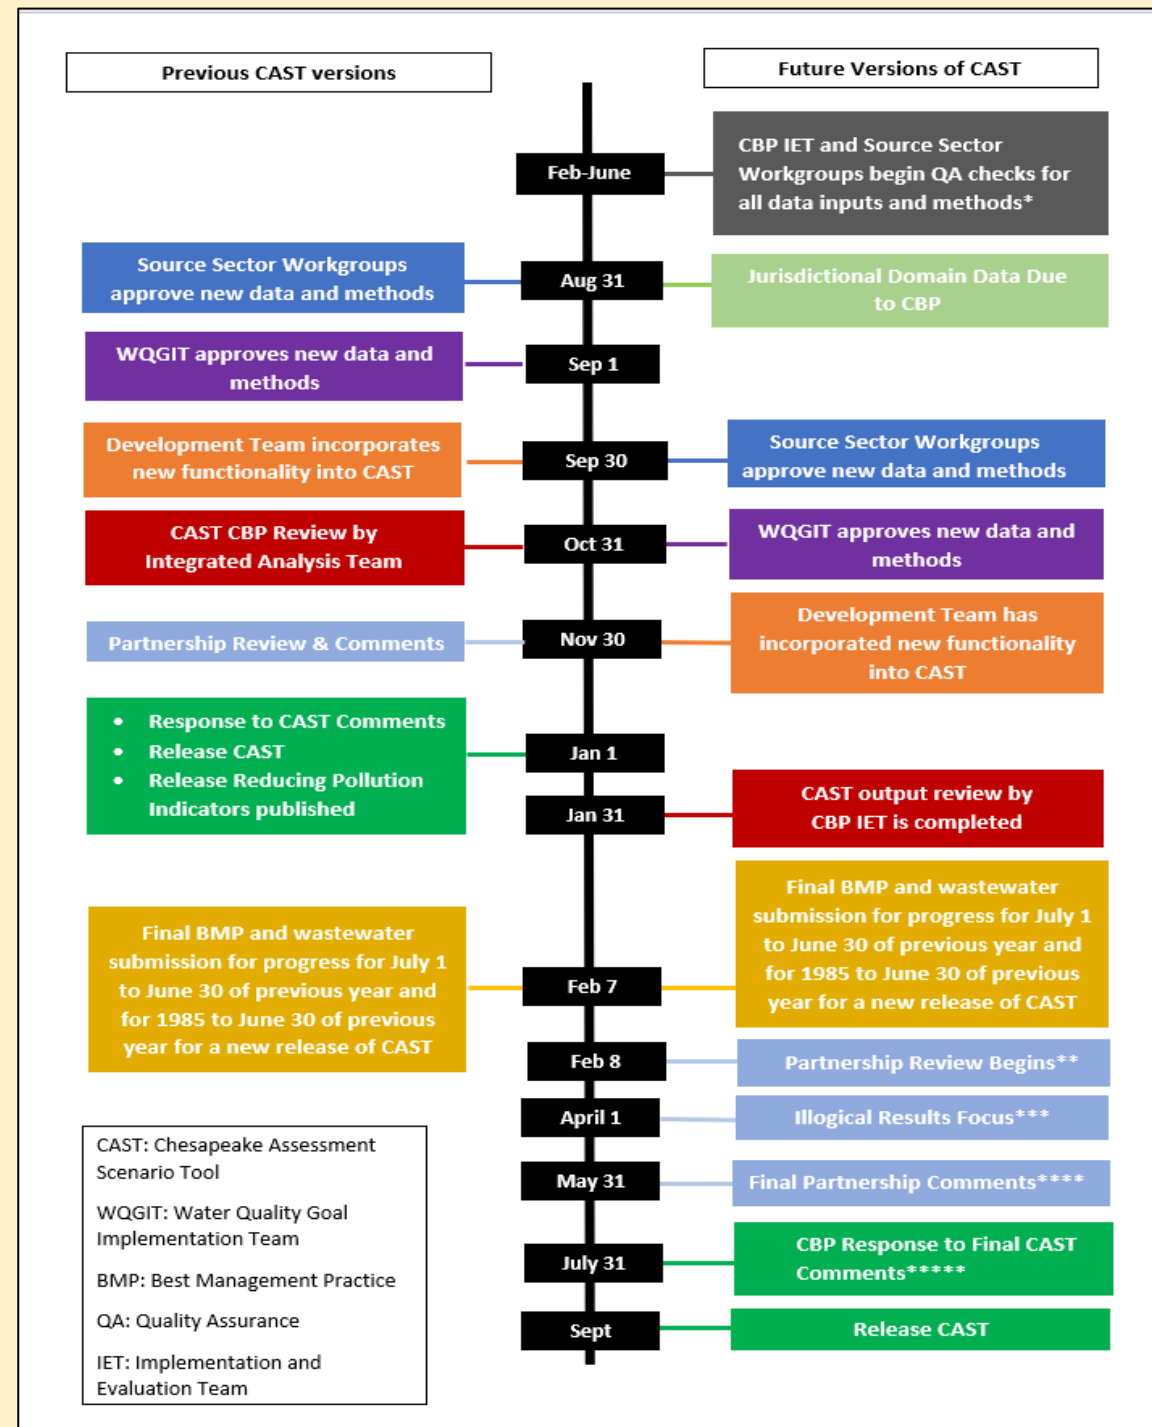 Previous CAST versions
Future Versions of CAST
Feb-June
CBP IET and Source Sector
Workgroups begin QA checks for
all data inputs and methods*
Source Sector Workgroups
approve new data and methods
Aug 31
Jurisdictional Domain Data Due
to CBP
WQGIT approves new data and
methods
Sep 1
Development Team incorporates
new functionality into CAST
Sep 30
Source Sector Workgroups
approve new data and methods
CAST CBP Review by
Integrated Analysis Team
Oct 31
WQGIT approves new data and
methods
Partnership Review & Comments
Nov 30
Development Team has
incorporated new functionality
into CAST
• Response to CAST Comments
• Release CAST
• Release Reducing Pollution
Indicators published
Jan 1
Jan 31
CAST output review by
CBP IET is completed
Final BMP and wastewater
submission for progress for July 1
to June 30 of previous year and
for 1985 to June 30 of previous
year for a new release of CAST
Feb 7
Final BMP and wastewater
submission for progress for July 1
to June 30 of previous year and
for 1985 to June 30 of previous
year for a new release of CAST
Feb 8
Partnership Review Begins**
April 1
Illogical Results Focus***
May 31
Final Partnership Comments****
July 31
CBP Response to Final CAST
Comments*****
Sept
Release CAST
CAST: Chesapeake Assessment
Scenario Tool
WQGIT: Water Quality Goal
Implementation Team
BMP: Best Management Practice
QA: Quality Assurance
IET: Implementation and
Evaluation Team